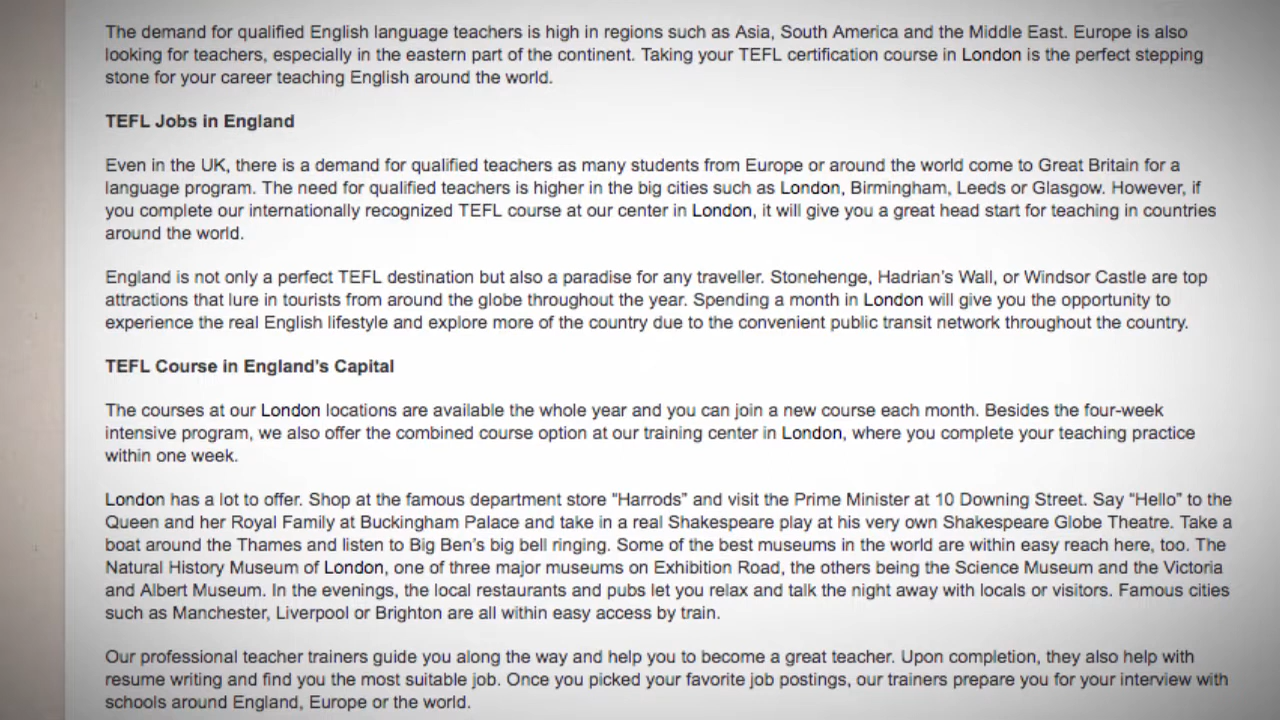 The demand for qualified English language teachers is high in regions such as Asia, South America and the Middle East. Europe is also
looking for teachers, especially in the eastern part of the continent. Taking your TEFL certification course in London is the perfect stepping
stone for your career teaching English around the world.
TEFL Jobs in England
Even in the UK, there is a demand for qualified teachers as many students from Europe or around the world come to Great Britain for a
language program. The need for qualified teachers is higher in the big cities such as London, Birmingham, Leeds or Glasgow. However, if
you complete our internationally recognized TEFL course at our center in London, it will give you a great head start for teaching in countries
around the world.
England is not only a perfect TEFL destination but also a paradise for any traveller. Stonehenge, Hadrian's Wall, or Windsor Castle are top
attractions that lure in tourists from around the globe throughout the year. Spending a month in London will give you the opportunity to
experience the real English lifestyle and explore more of the country due to the convenient public transit network throughout the country.
TEFL Course in England's Capital
The courses at our London locations are available the whole year and you can join a new course each month. Besides the four-week
intensive program, we also offer the combined course option at our training center in London, where you complete your teaching practice
within one week.
London has a lot to offer. Shop at the famous department store “Harrods” and visit the Prime Minister at 10 Downing Street. Say “Hello” to the
Queen and her Royal Family at Buckingham Palace and take in a real Shakespeare play at his very own Shakespeare Globe Theatre. Take a
boat around the Thames and listen to Big Ben's big bell ringing. Some of the best museums in the world are within easy reach here, too. The
Natural History Museum of London, one of three major museums on Exhibition Road, the others being the Science Museum and the Victoria
and Albert Museum. In the evenings, the local restaurants and pubs let you relax and talk the night away with locals or visitors. Famous cities
such as Manchester, Liverpool or Brighton are all within easy access by train.
Our professional teacher trainers guide you along the way and help you to become a great teacher. Upon completion, they also help with
resume writing and find you the most suitable job. Once you picked your favorite job postings, our trainers prepare you for your interview with
schools around England, Europe or the world.